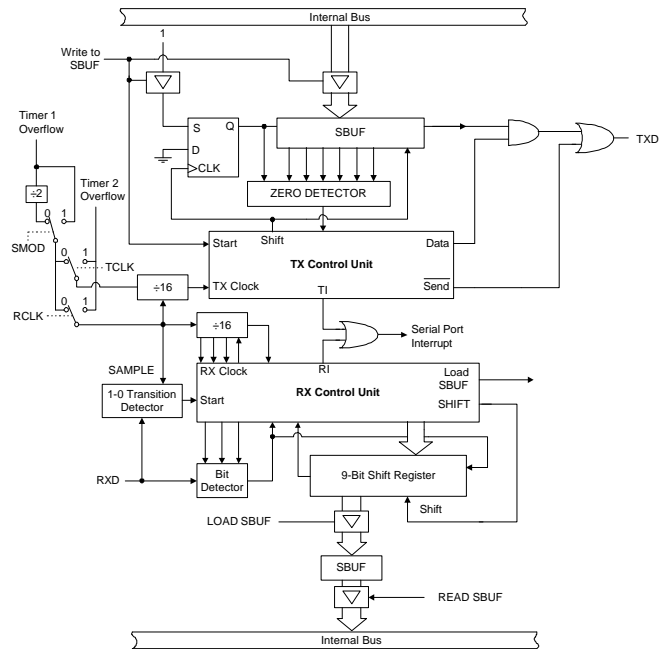 Internal Bus
1
Write to
SBUF
S
Q
D
CLK
SBUF
TXD
Timer 1
Overflow
÷2
Timer 2
Overflow
ZERO DETECTOR
0
1
SMOD
Shift
Start
Data
TX Control Unit
0
1
TCLK
÷16
TX Clock
TI
Send
0
1
RCLK
÷16
Serial Port
Interrupt
SAMPLE
RX Clock
RI
Load
SBUF
RX Control Unit
1-0 Transition
Detector
Start
SHIFT
RXD
Bit
Detector
9-Bit Shift Register
Shift
LOAD SBUF
SBUF
READ SBUF
Internal Bus